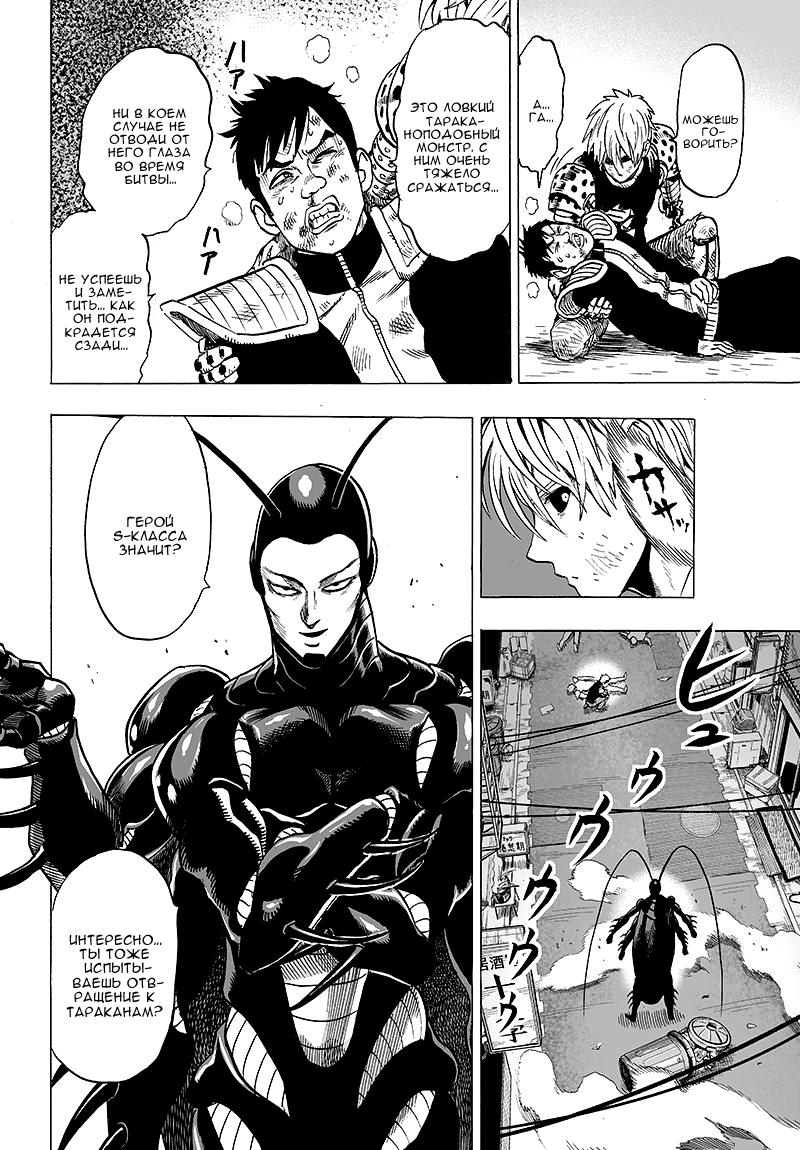 МОЖЕШЬ
ГО-
ВОРИТЬ?
А...
ГА...
ЭТО ЛОВКИЙ
ТАРАКА-
НОПОДОБНЫЙ
МОНСТР. С
НИМ ОЧЕНЬ
ТЯЖЕЛО
СРАЖАТЬСЯ...
ハァ
НИ В КОЕМ
СЛУЧАЕ НЕ
ОТВОДИ ОТ
НЕГО ГЛАЗА
ВО ВРЕМЯ
БИТВЫ...
ハァ
НЕ УСПЕЕШЬ
И ЗАМЕ-
ТИТЬ... КАК
ОН ПОД-
КРАДЕТСЯ
СЗАДИ...
カサッ
ヒュウウウウ
居酒
ГЕРОЙ
S-КЛАССА
ЗНАЧИТ?
ИНТЕРЕСНО...
ТЫ ТОЖЕ
ИСПЫТЫ-
ВАЕШЬ ОТВ-
РАЩЕНИЕ К
ТАРАКАНАМ?